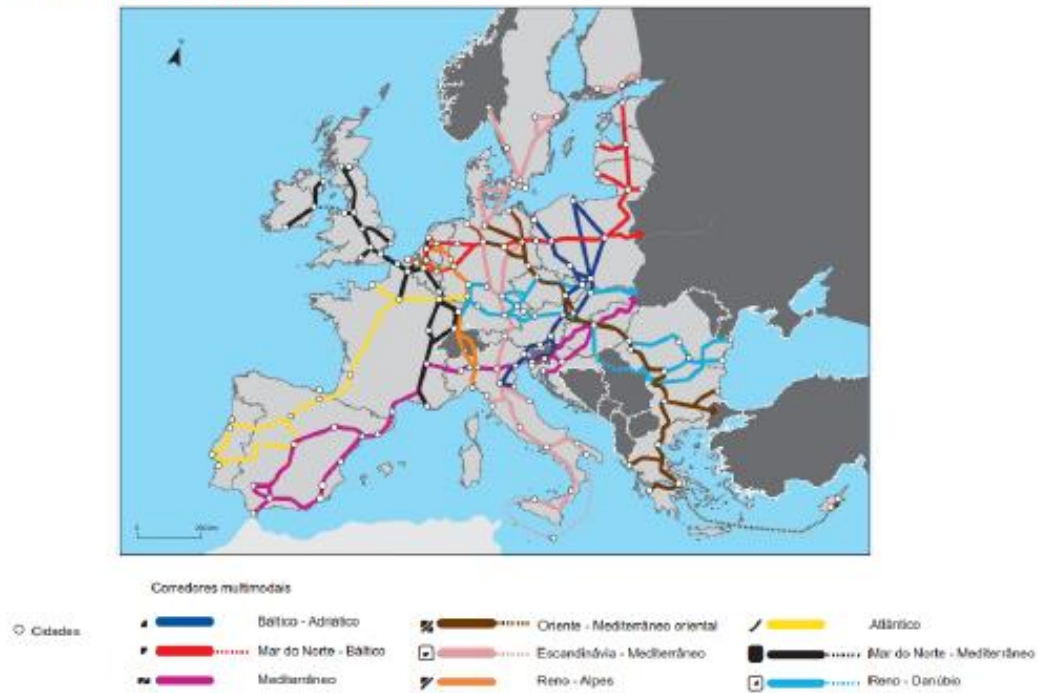 Corredores multimodais
Cidades
Báltico - Adriático
Mar do Norte - Báltico
Mediterrâneo
Oriente - Mediterrâneo oriental
Escandinávia - Mediterrâneo
Reno - Alpes
Atlântico
Mar do Norte - Mediterrâneo
Reno - Danúbio